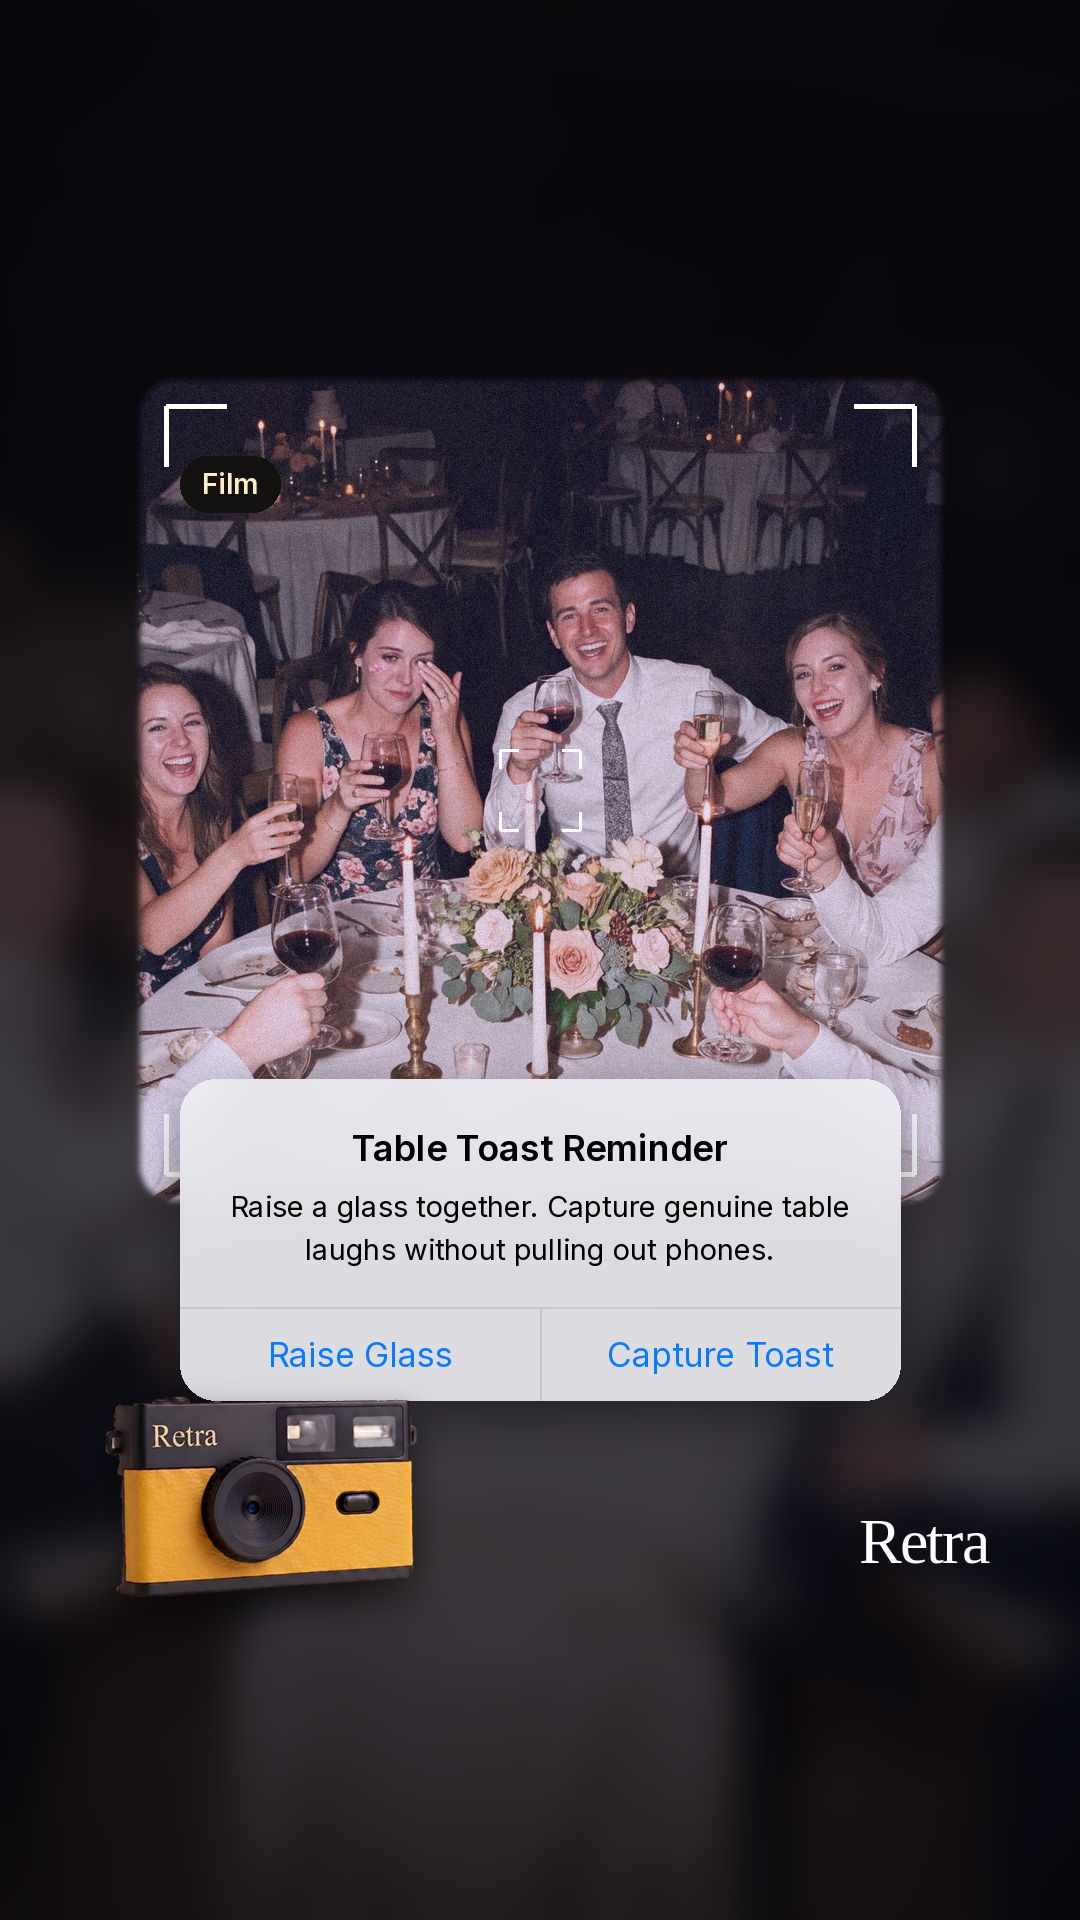 Film
Table Toast Reminder
Raise a glass together. Capture genuine table
laughs without pulling out phones.
Raise Glass
Capture Toast
Retra
Retra